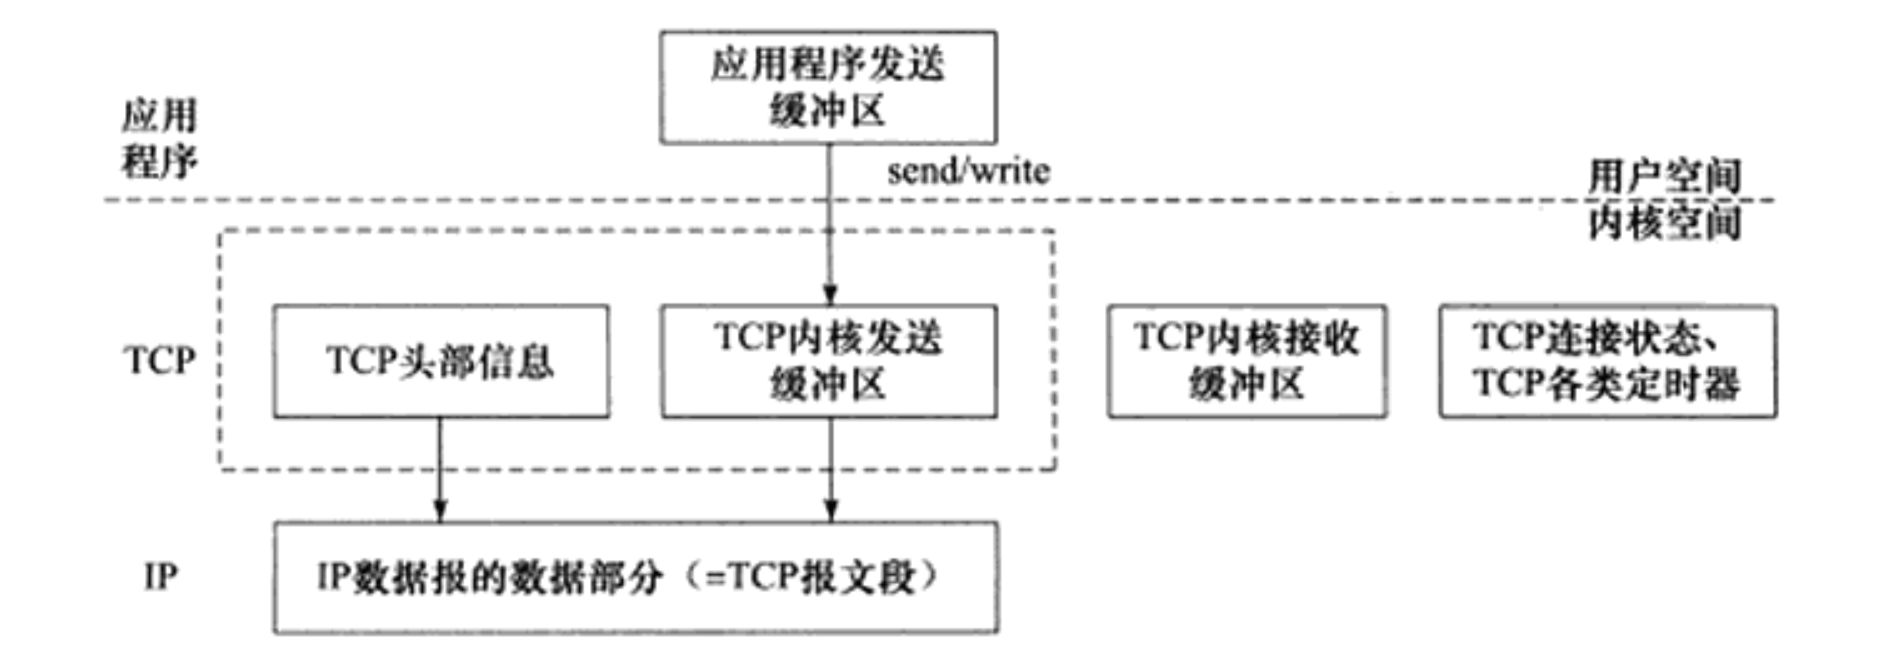 应用程序发送
缓冲区
应用
程序
send/write
用户空间
内核空间
TCP
TCP头部信息
TCP内核发送
缓冲区
TCP内核接收
缓冲区
TCP连接状态、
TCP各类定时器
IP
IP数据报的数据部分（=TCP报文段）